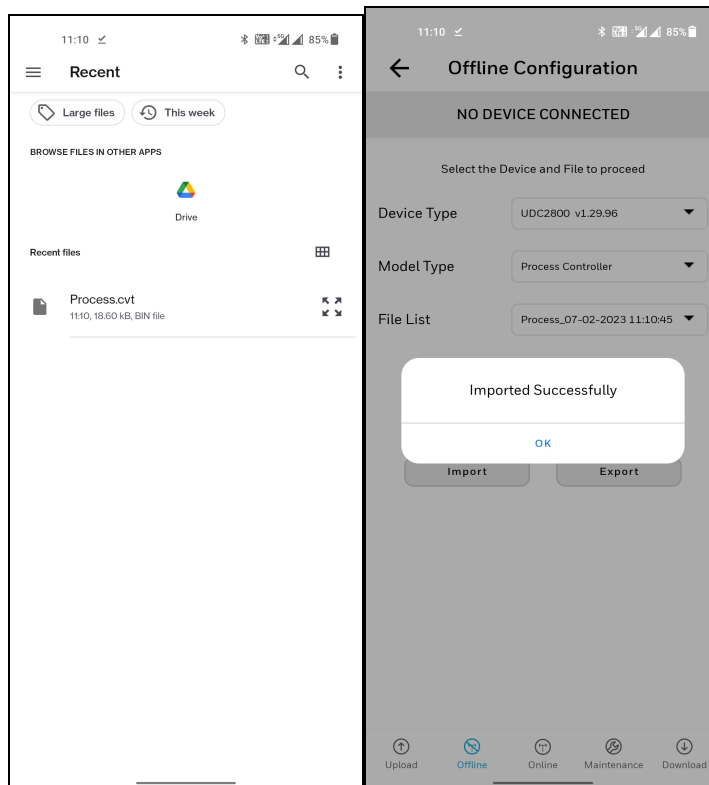 11:10
85%
Recent
Large files
This week
BROWSE FILES IN OTHER APPS
Drive
Recent files
Process.cvt
11:10, 18.60 kB, BIN file
11:10
85%
Offline Configuration
NO DEVICE CONNECTED
Select the Device and File to proceed
Device Type
UDC2800 v1.29.96
Model Type
Process Controller
File List
Process_07-02-2023 11:10:45
Imported Successfully
OK
Import
Export
Upload
Offline
Online
Maintenance
Download